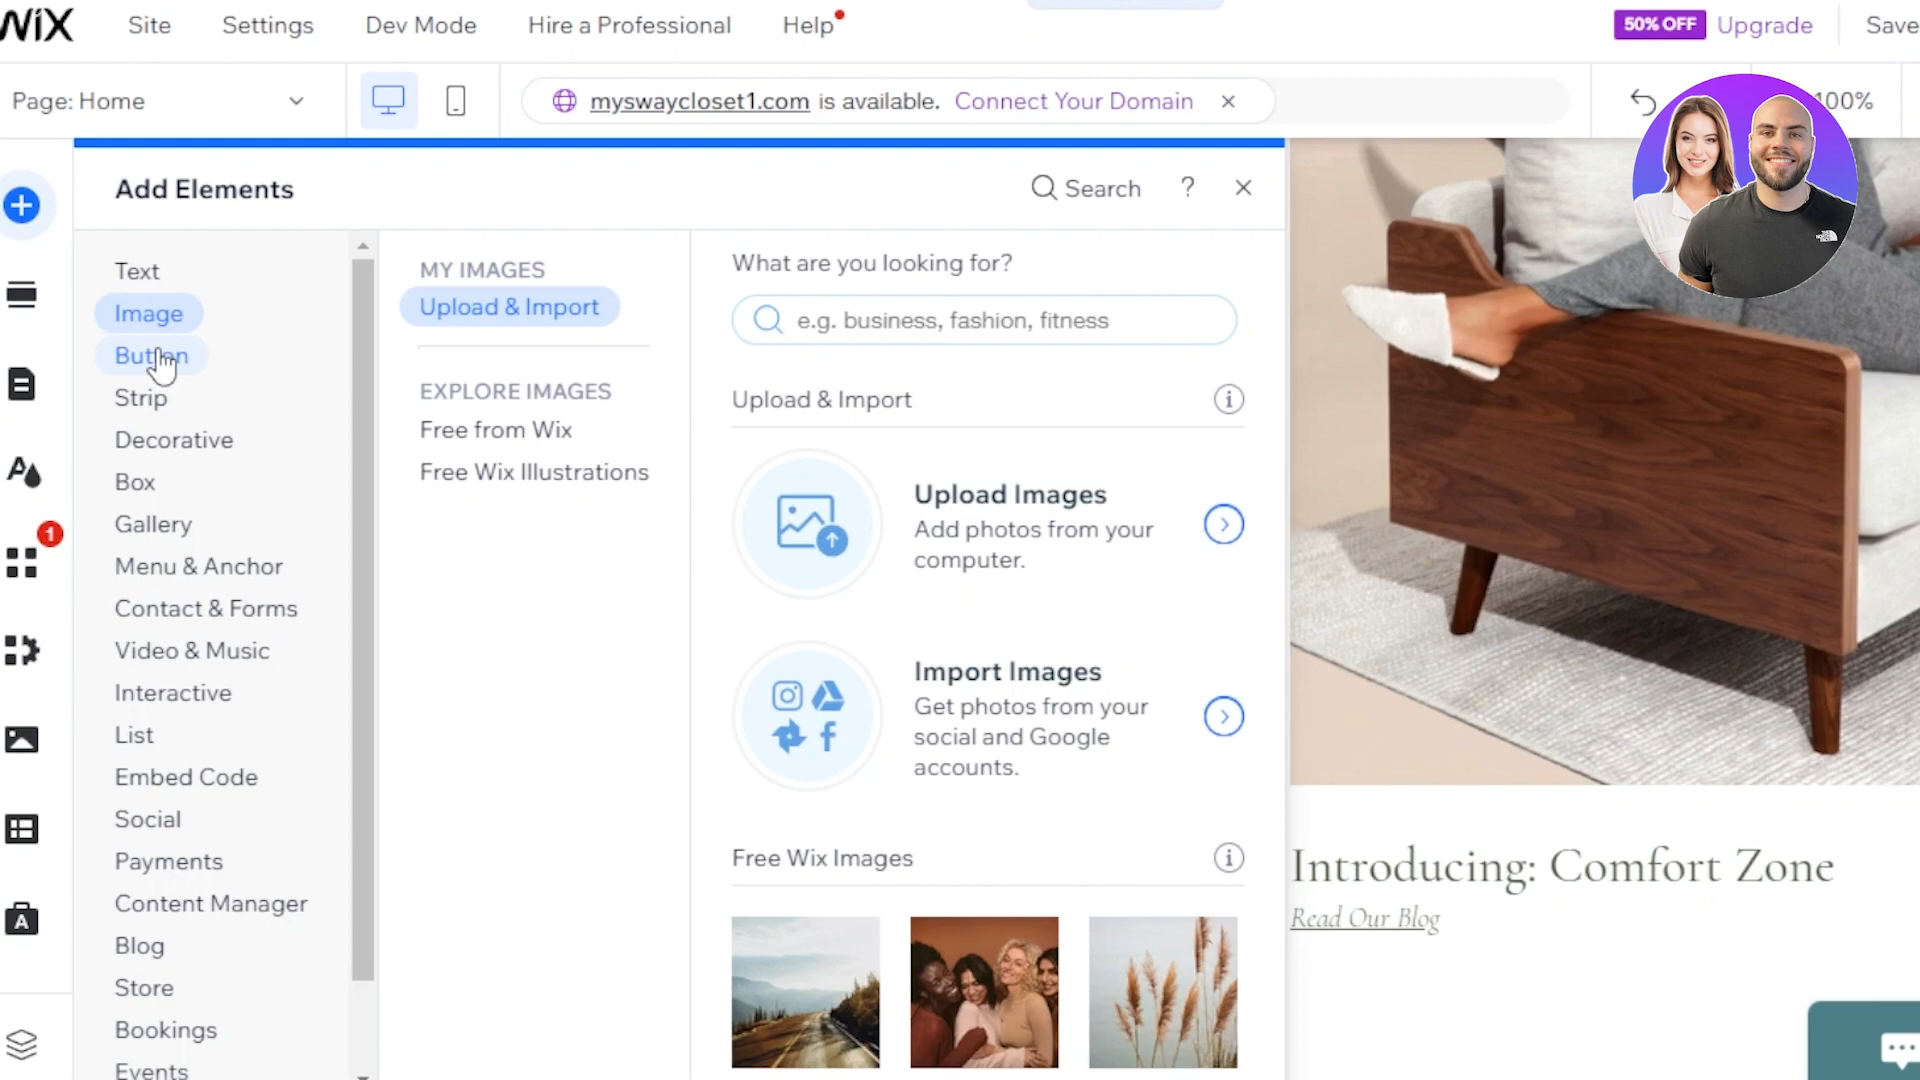 WiX
Site
Settings
Dev Mode
Hire a Professional
Help
50% OFF
Upgrade
Save
Page: Home
myswaycloset1.com is available. Connect Your Domain
100%
Add Elements
Search
?
Text
Image
Button
Strip
Decorative
Box
Gallery
Menu & Anchor
Contact & Forms
Video & Music
Interactive
List
Embed Code
Social
Payments
Content Manager
Blog
Store
Bookings
Events
1
A
MY IMAGES
Upload & Import
EXPLORE IMAGES
Free from Wix
Free Wix Illustrations
What are you looking for?
e.g. business, fashion, fitness
Upload & Import
Upload Images
Add photos from your
computer.
Import Images
Get photos from your
social and Google
accounts.
Free Wix Images
Introducing: Comfort Zone
Read Our Blog